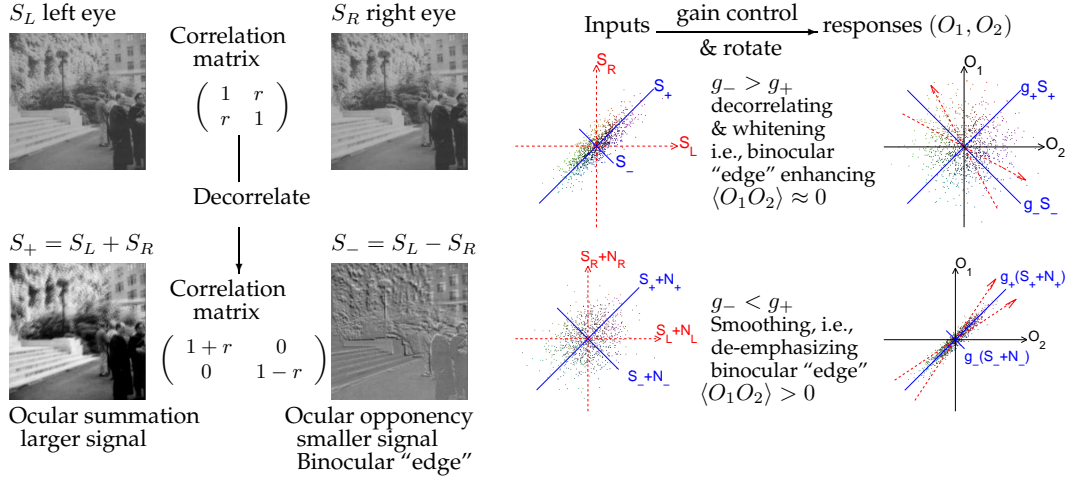 S_L left eye
S_R right eye
Correlation
matrix
( 1 r )
( r 1 )
Decorrelate
S_+ = S_L + S_R
S_− = S_L − S_R
Correlation
matrix
( 1 + r 0 )
( 0 1 − r )
Ocular summation
larger signal
Ocular opponency
smaller signal
Binocular “edge”
Inputs
gain control
& rotate
responses (O_1, O_2)
S_R
S_+
S_L
S_−
g_− > g_+
decorrelating
& whitening
i.e., binocular
“edge” enhancing
⟨O_1O_2⟩ ≈ 0
O_1
g_+S_+
O_2
g_−S_−
S_R+N_R
S_++N_+
S_L+N_L
S_−+N_−
g_− < g_+
Smoothing, i.e.,
de-emphasizing
binocular “edge”
⟨O_1O_2⟩ > 0
O_1
g_+(S_++N_+)
O_2
g_−(S_−+N_−)